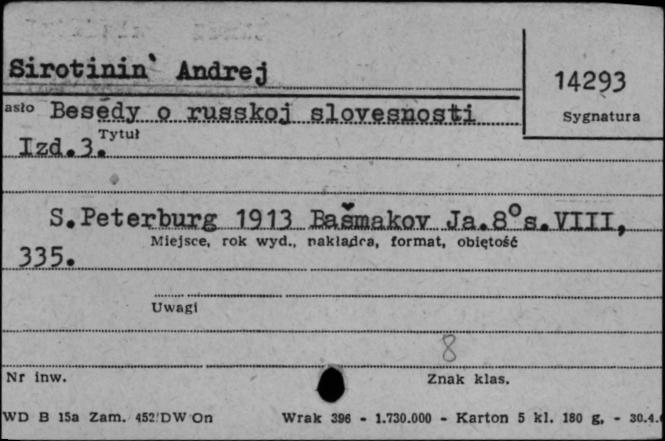 Sirotinin` Andrej
14293
asło Besědy o russkoj slovesnosti
Sygnatura
Tytuł
Izd.3.
S.Peterburg 1913 Bašmakov Ja.8°s.VIII,
Miejsce, rok wyd., nakładca, format, objętość
335.
Uwagi
8
Nr inw.
Znak klas.
WD B 15a Zam. 452/DW On Wrak 396 - 1.730.000 - Karton 5 kl. 180 g. - 30.4.